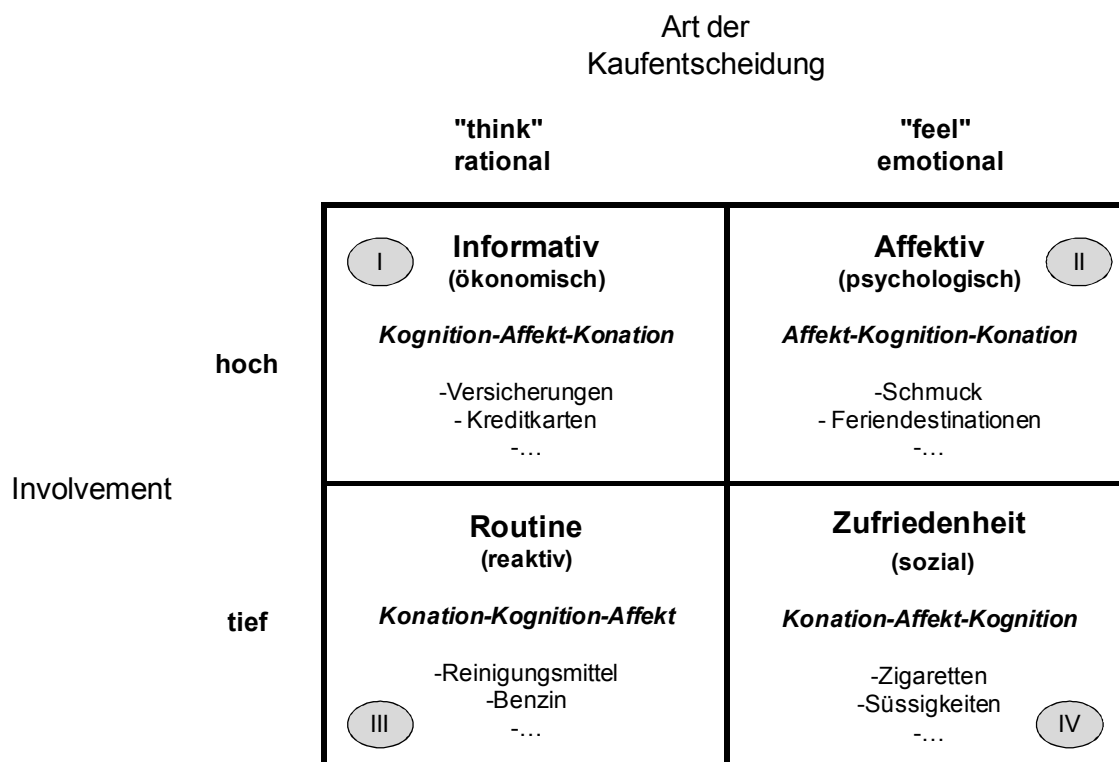 Art der
Kaufentscheidung
"think"
rational
"feel"
emotional
I
Informativ
(ökonomisch)
Kognition-Affekt-Konation
-Versicherungen
- Kreditkarten
-...
Affektiv
(psychologisch)
II
Affekt-Kognition-Konation
-Schmuck
- Feriendestinationen
-...
hoch
Involvement
tief
Routine
(reaktiv)
Konation-Kognition-Affekt
-Reinigungsmittel
-Benzin
-...
III
Zufriedenheit
(sozial)
Konation-Affekt-Kognition
-Zigaretten
-Süssigkeiten
-...
IV